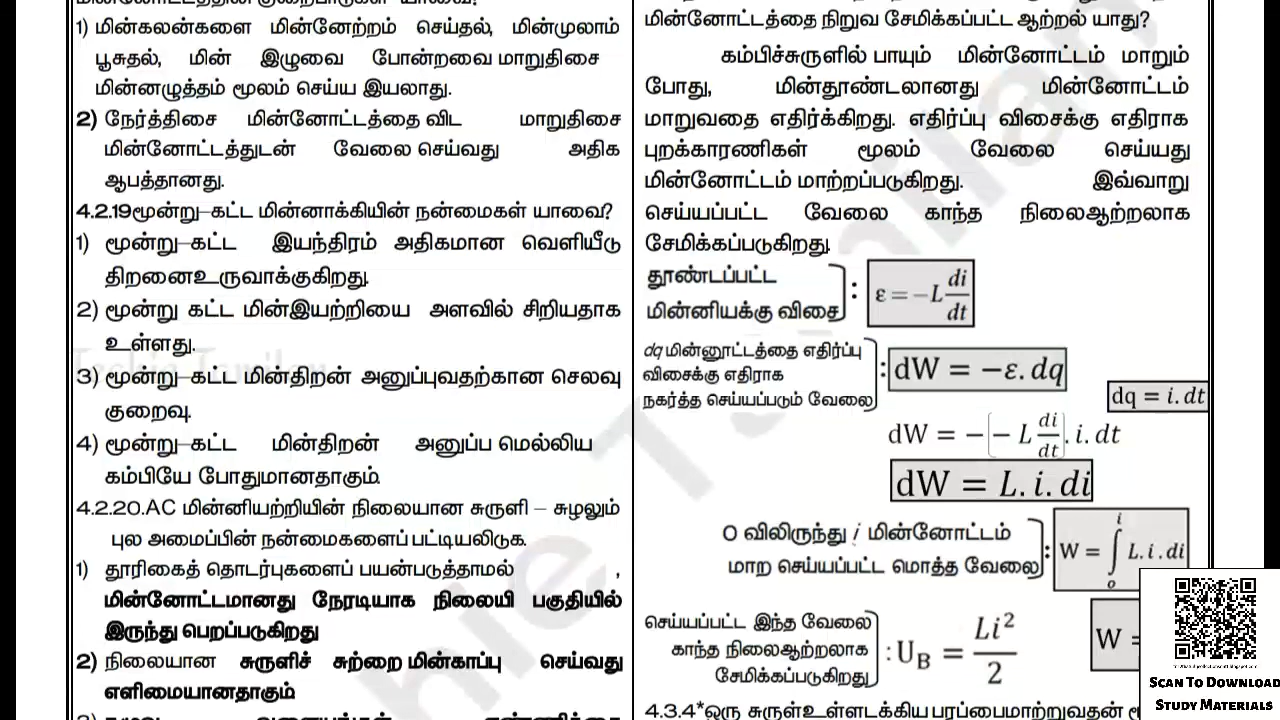 1) மின்கலன்களை மின்னேற்றம் செய்தல், மின்முலாம்
பூசுதல், மின் இழுவை போன்றவை மாறுதிசை
மின்னழுத்தம் மூலம் செய்ய இயலாது.
2) நேர்த்திசை மின்னோட்டத்தை விட மாறுதிசை
மின்னோட்டத்துடன் வேலை செய்வது அதிக
ஆபத்தானது.
4.2.19மூன்று–கட்ட மின்னாக்கியின் நன்மைகள் யாவை?
1) மூன்று–கட்ட இயந்திரம் அதிகமான வெளியீடு
திறனைஉருவாக்குகிறது.
2) மூன்று கட்ட மின்இயற்றியை அளவில் சிறியதாக
உள்ளது.
3) மூன்று–கட்ட மின்திறன் அனுப்புவதற்கான செலவு
குறைவு.
4) மூன்று–கட்ட மின்திறன் அனுப்ப மெல்லிய
கம்பியே போதுமானதாகும்.
4.2.20.AC மின்னியற்றியின் நிலையான சுருளி – சுழலும்
புல அமைப்பின் நன்மைகளைப் பட்டியலிடுக.
1) தூரிகைத் தொடர்புகளைப் பயன்படுத்தாமல் ,
மின்னோட்டமானது நேரடியாக நிலையி பகுதியில்
இருந்து பெறப்படுகிறது
2) நிலையான சுருளிச் சுற்றை மின்காப்பு செய்வது
எளிமையானதாகும்
மின்னோட்டத்தை நிறுவ சேமிக்கப்பட்ட ஆற்றல் யாது?
கம்பிச்சுருளில் பாயும் மின்னோட்டம் மாறும்
போது, மின்தூண்டலானது மின்னோட்டம்
மாறுவதை எதிர்க்கிறது. எதிர்ப்பு விசைக்கு எதிராக
புறக்காரணிகள் மூலம் வேலை செய்யது
மின்னோட்டம் மாற்றப்படுகிறது. இவ்வாறு
செய்யப்பட்ட வேலை காந்த நிலைஆற்றலாக
சேமிக்கப்படுகிறது.
தூண்டப்பட்ட
மின்னியக்கு விசை : ε = −L di/dt
dq மின்னூட்டத்தை எதிர்ப்பு
விசைக்கு எதிராக
நகர்த்த செய்யப்படும் வேலை : dW = −ε. dq
dq = i. dt
dW = −[− L di/dt]. i. dt
dW = L. i. di
0 விலிருந்து i மின்னோட்டம்
மாற செய்யப்பட்ட மொத்த வேலை : W = ∫₀ⁱ L. i. di
செய்யப்பட்ட இந்த வேலை
காந்த நிலைஆற்றலாக
சேமிக்கப்படுகிறது : U_B = Li²/2
W =
4.3.4*ஒரு சுருள்உள்ளடக்கிய பரப்பைமாற்றுவதன்
SCAN TO DOWNLOAD
STUDY MATERIALS